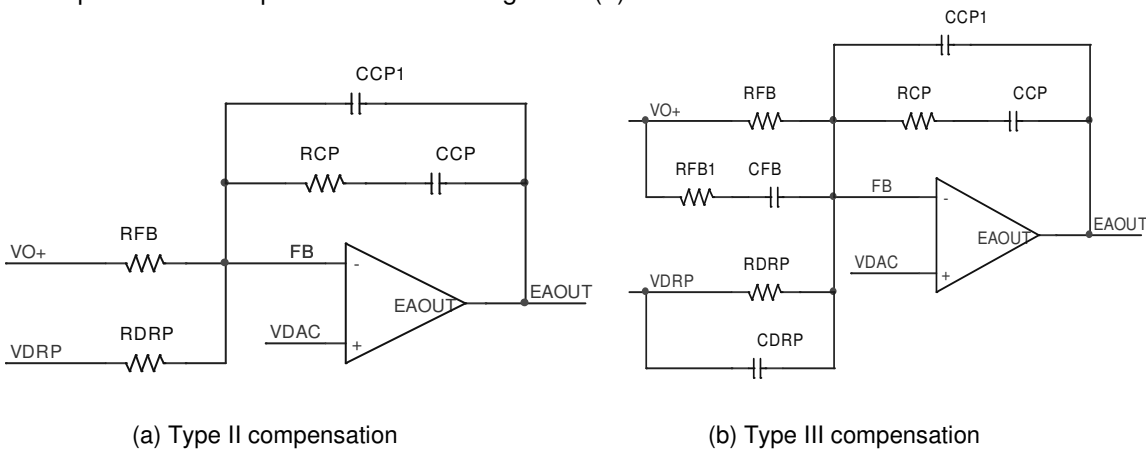 CCP1
RCP
CCP
RFB
VO+
FB
-
EAOUT
EAOUT
VDAC
+
RDRP
VDRP
(a) Type II compensation
CCP1
RFB
RCP
CCP
VO+
RFB1
CFB
FB
-
EAOUT
EAOUT
VDAC
+
RDRP
VDRP
CDRP
(b) Type III compensation